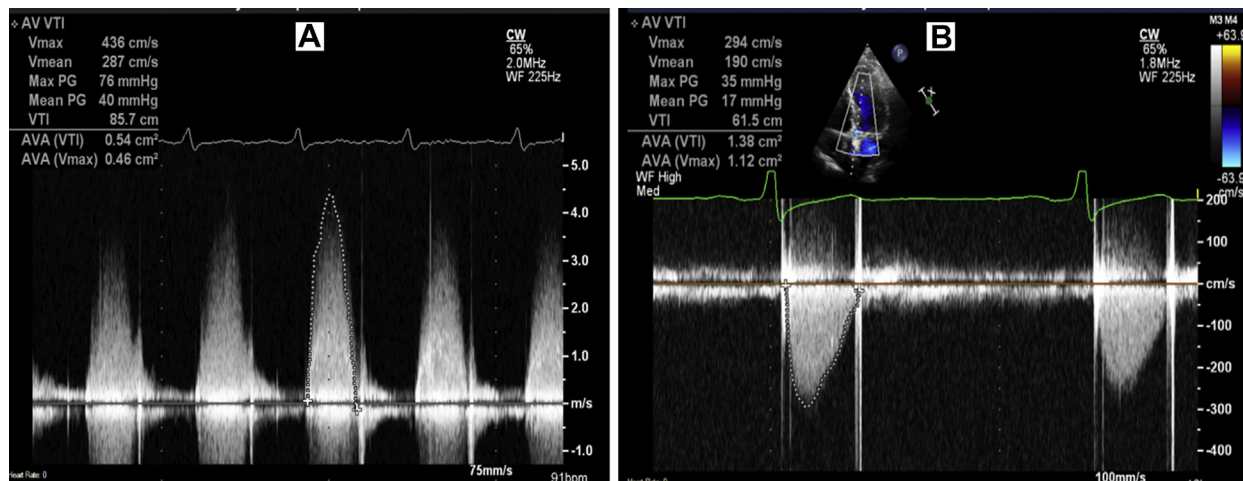 A
AV VTI
Vmax 436 cm/s
Vmean 287 cm/s
Max PG 76 mmHg
Mean PG 40 mmHg
VTI 85.7 cm
AVA (VTI) 0.54 cm²
AVA (Vmax) 0.46 cm²
CW
65%
2.0MHz
WF 225Hz
5.0
4.0
3.0
2.0
1.0
m/s
-1.0
Heart Rate: 0
75mm/s
91bpm
B
AV VTI
Vmax 294 cm/s
Vmean 190 cm/s
Max PG 35 mmHg
Mean PG 17 mmHg
VTI 61.5 cm
AVA (VTI) 1.38 cm²
AVA (Vmax) 1.12 cm²
WF High
Med
P
CW
65%
1.8MHz
WF 225Hz
M3 M4
+63.9
-63.9
cm/s
200
100
cm/s
-100
-200
-300
-400
100mm/s